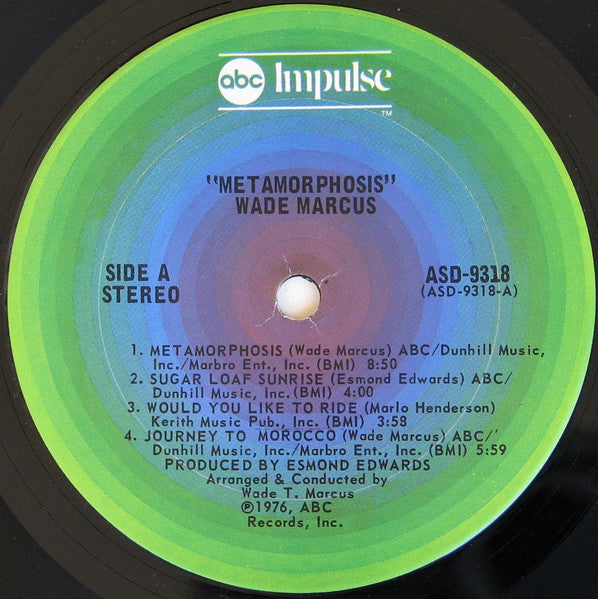 abc Impulse
TM
"METAMORPHOSIS"
WADE MARCUS
SIDE A
STEREO
ASD-9318
(ASD-9318-A)
1. METAMORPHOSIS (Wade Marcus) ABC/Dunhill Music,
Inc./Marbro Ent., Inc. (BMI) 8:50
2. SUGAR LOAF SUNRISE (Esmond Edwards) ABC/
Dunhill Music, Inc.(BMI) 4:00
3. WOULD YOU LIKE TO RIDE (Marlo Henderson)
Kerith Music Pub., Inc. (BMI) 3:58
4. JOURNEY TO MOROCCO (Wade Marcus) ABC/
Dunhill Music, Inc./Marbro Ent., Inc. (BMI) 5:59
PRODUCED BY ESMOND EDWARDS
Arranged & Conducted by
Wade T. Marcus
℗1976, ABC
Records, Inc.